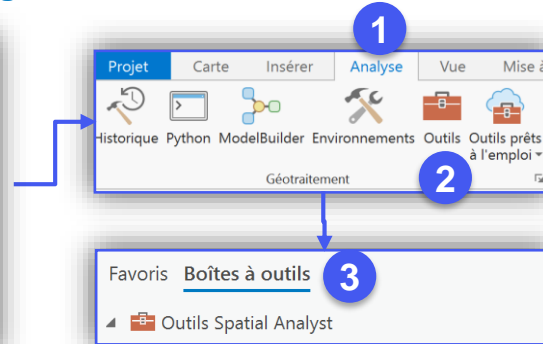 1
Projet Carte Insérer Analyse Vue Mise à
Historique Python ModelBuilder Environnements Outils Outils prêts
à l'emploi
Géotraitement
2
Favoris Boîtes à outils
3
Outils Spatial Analyst